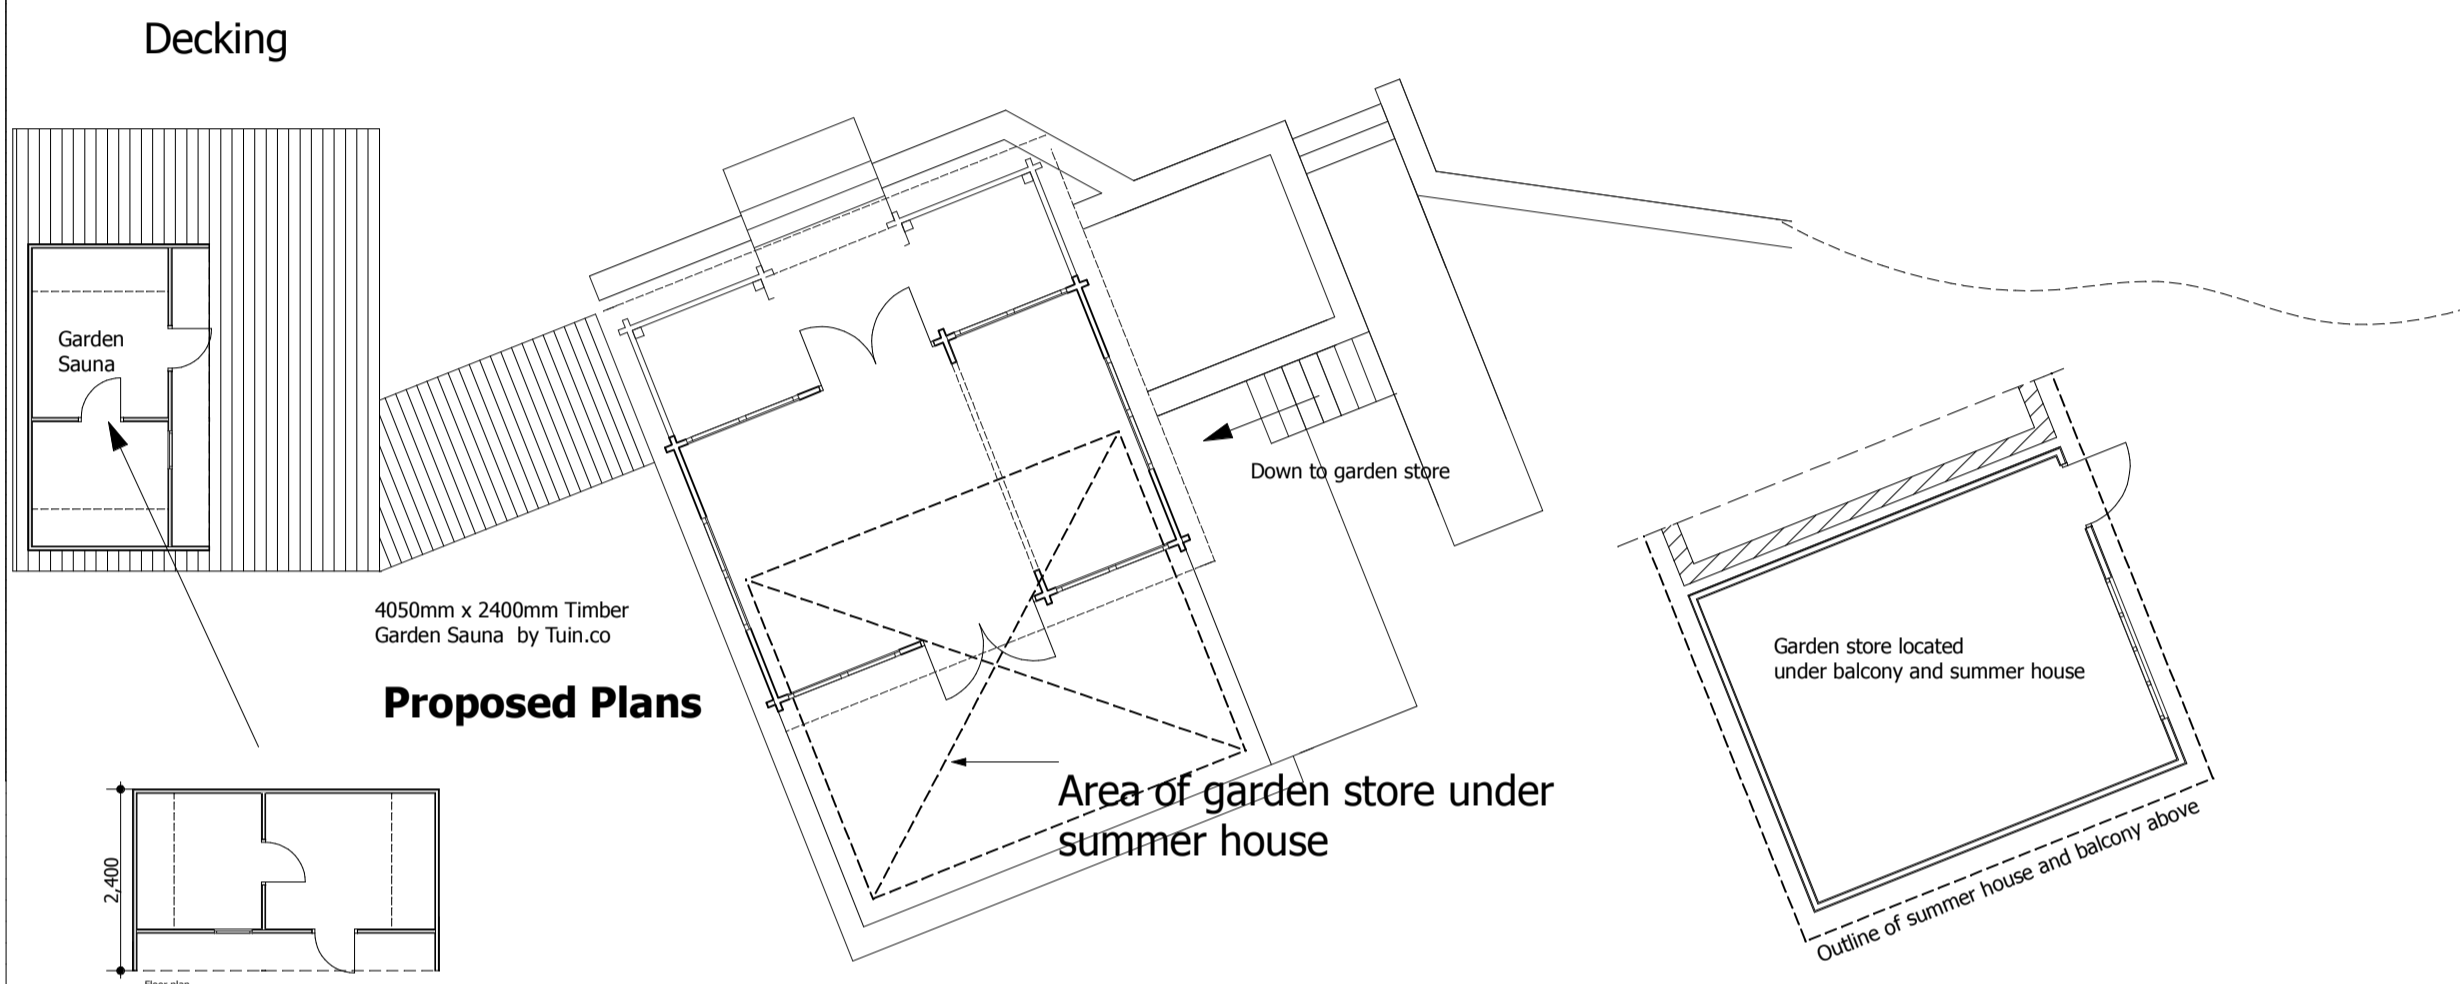 Decking
Garden
Sauna
4050mm x 2400mm Timber
Garden Sauna by Tuin.co
Proposed Plans
Down to garden store
Area of garden store under
summer house
Garden store located
under balcony and summer house
Outline of summer house and balcony above
2,400
Floor plan